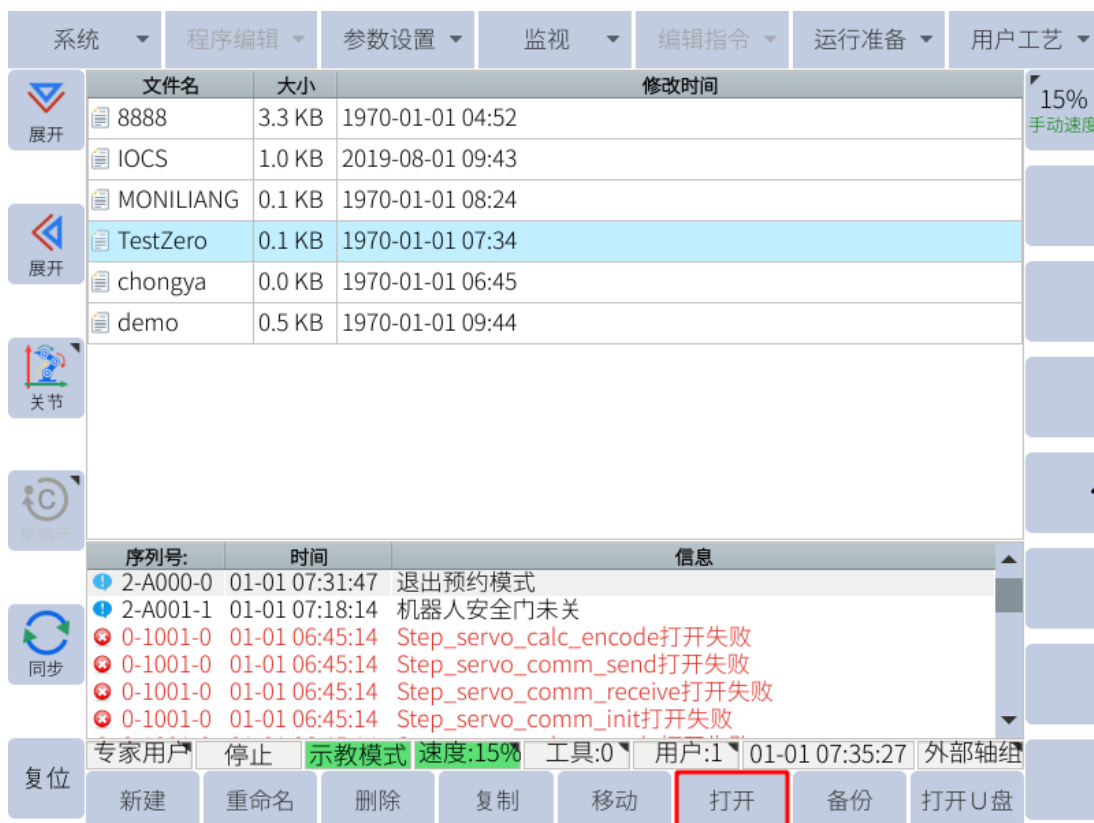 系统 程序编辑 参数设置 监视 编辑指令 运行准备 用户工艺
展开
展开
关节
单循环
同步
复位
文件名 大小 修改时间
8888 3.3 KB 1970-01-01 04:52
IOCS 1.0 KB 2019-08-01 09:43
MONILIANG 0.1 KB 1970-01-01 08:24
TestZero 0.1 KB 1970-01-01 07:34
chongya 0.0 KB 1970-01-01 06:45
demo 0.5 KB 1970-01-01 09:44
15%
手动速度
序列号: 时间 信息
2-A000-0 01-01 07:31:47 退出预约模式
2-A001-1 01-01 07:18:14 机器人安全门未关
0-1001-0 01-01 06:45:14 Step_servo_calc_encode打开失败
0-1001-0 01-01 06:45:14 Step_servo_comm_send打开失败
0-1001-0 01-01 06:45:14 Step_servo_comm_receive打开失败
0-1001-0 01-01 06:45:14 Step_servo_comm_init打开失败
专家用户 停止 示教模式 速度:15% 工具:0 用户:1 01-01 07:35:27 外部轴组
新建 重命名 删除 复制 移动 打开 备份 打开U盘